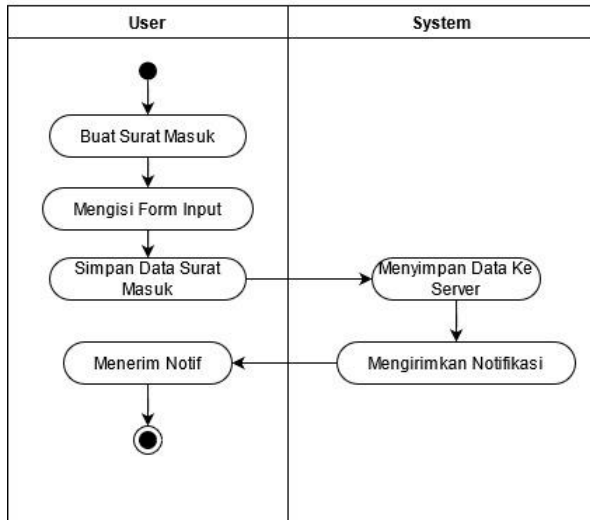 User
System
Buat Surat Masuk
Mengisi Form Input
Simpan Data Surat
Masuk
Menyimpan Data Ke
Server
Menerim Notif
Mengirimkan Notifikasi